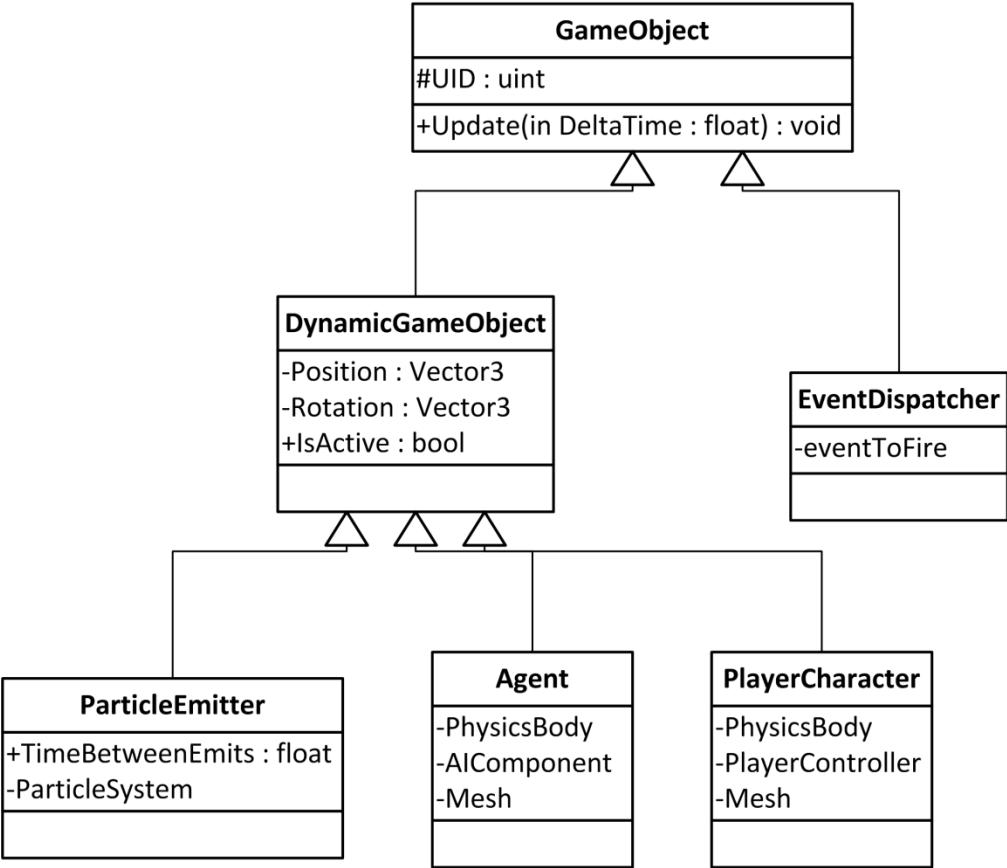 GameObject
#UID : uint
+Update(in DeltaTime : float) : void
DynamicGameObject
-Position : Vector3
-Rotation : Vector3
+IsActive : bool
EventDispatcher
-eventToFire
ParticleEmitter
+TimeBetweenEmits : float
-ParticleSystem
Agent
-PhysicsBody
-AIComponent
-Mesh
PlayerCharacter
-PhysicsBody
-PlayerController
-Mesh